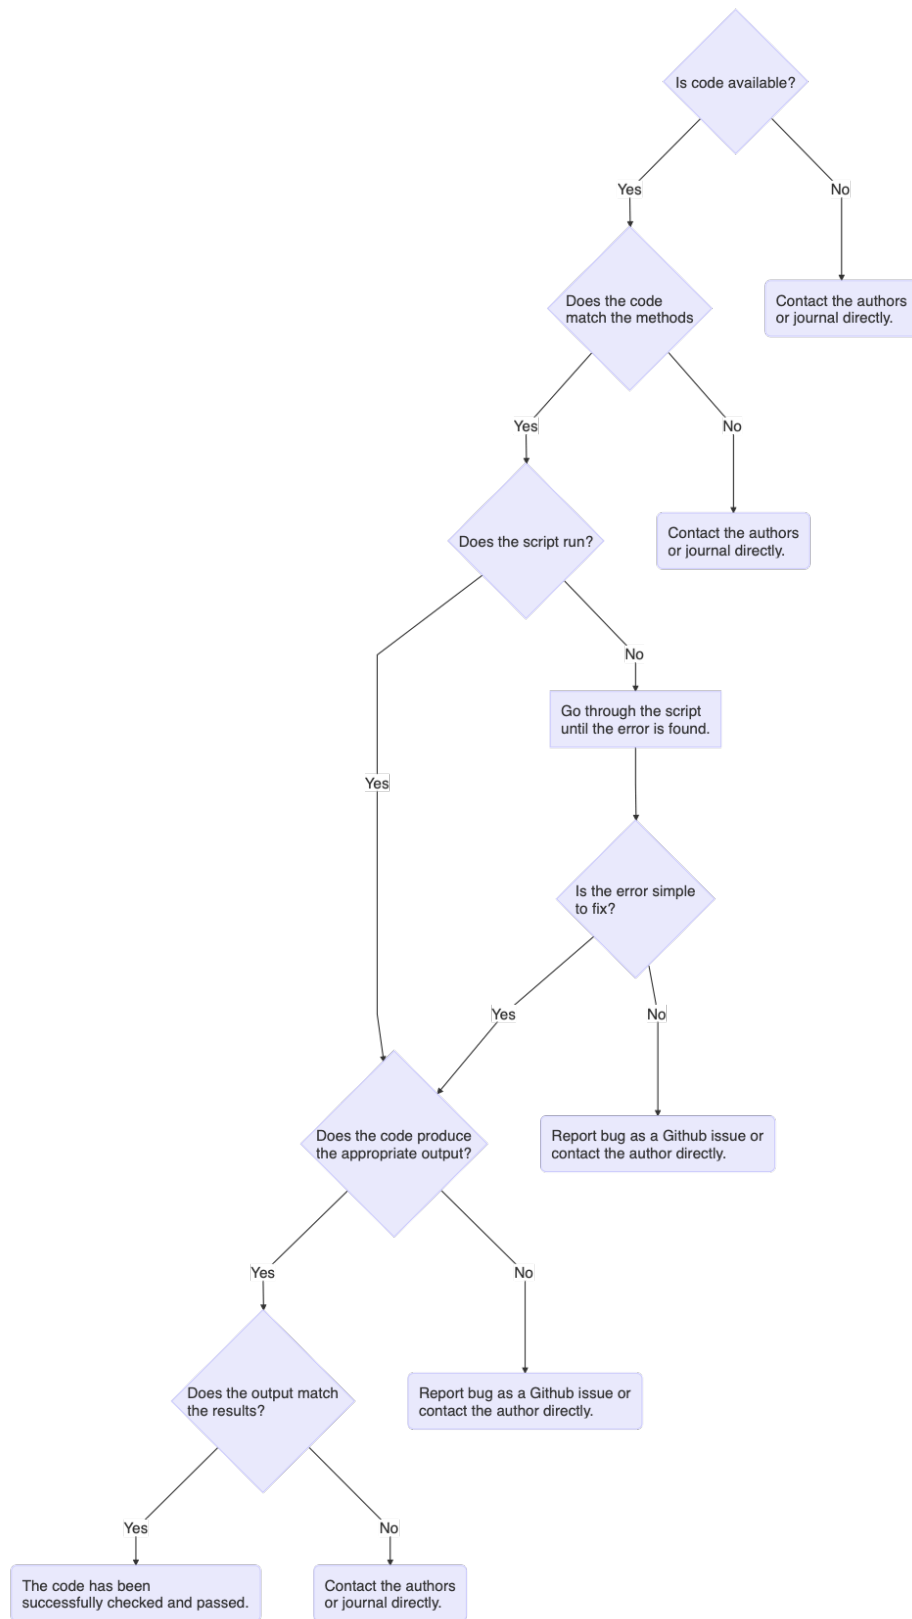 Is code available?
Yes
No
Does the code
match the methods
Contact the authors
or journal directly.
Yes
No
Does the script run?
Contact the authors
or journal directly.
No
Go through the script
until the error is found.
Yes
Is the error simple
to fix?
Yes
No
Does the code produce
the appropriate output?
Report bug as a Github issue or
contact the author directly.
Yes
No
Does the output match
the results?
Report bug as a Github issue or
contact the author directly.
Yes
No
The code has been
successfully checked and passed.
Contact the authors
or journal directly.